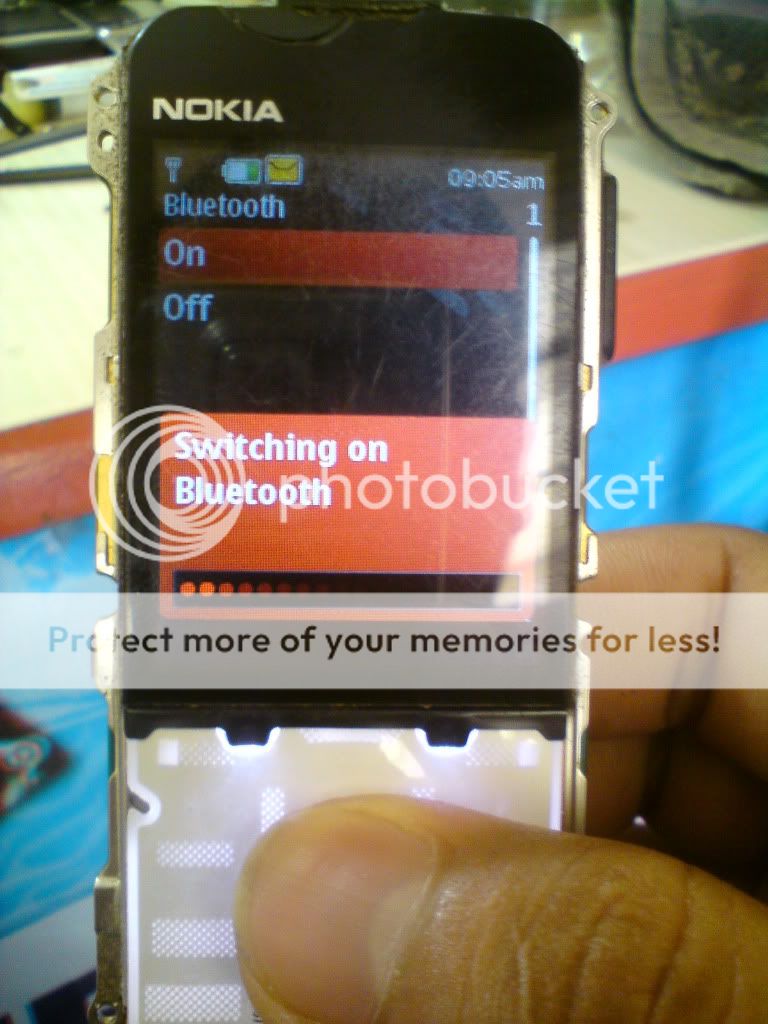 NOKIA
09:05am
Bluetooth
1
On
Off
Switching on
Bluetooth
photobucket
Protect more of your memories for less!